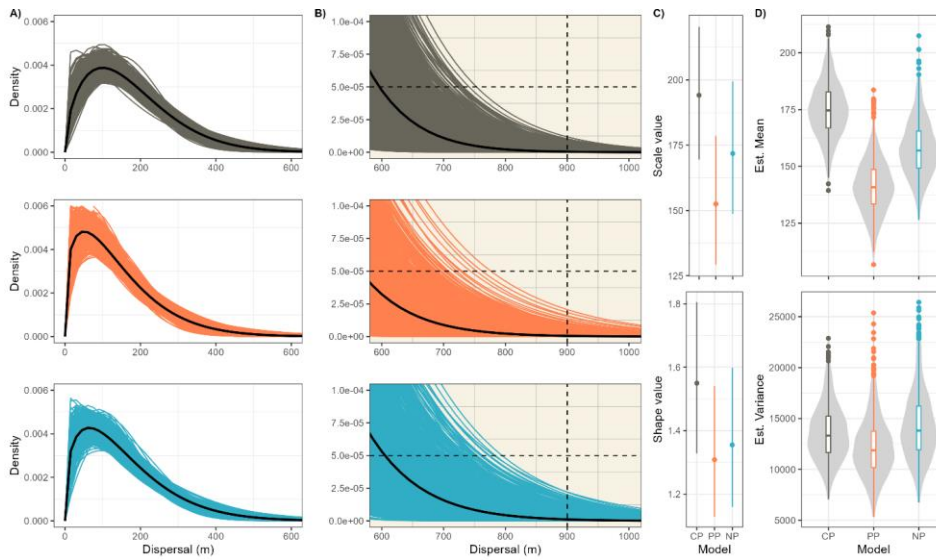 A)
B)
C)
D)
Density
0.006
0.004
0.002
0.000
0
200
400
600
1.0e-04
7.5e-05
5.0e-05
2.5e-05
0.0e+00
600
700
800
900
1000
Density
0.006
0.004
0.002
0.000
0
200
400
600
1.0e-04
7.5e-05
5.0e-05
2.5e-05
0.0e+00
600
700
800
900
1000
Density
0.006
0.004
0.002
0.000
0
200
400
600
Dispersal (m)
1.0e-04
7.5e-05
5.0e-05
2.5e-05
0.0e+00
600
700
800
900
1000
Dispersal (m)
Scale value
200
175
150
125
Shape value
1.8
1.6
1.4
1.2
CP PP NP
Model
Est. Mean
200
175
150
125
Est. Variance
25000
20000
15000
10000
5000
CP PP NP
Model